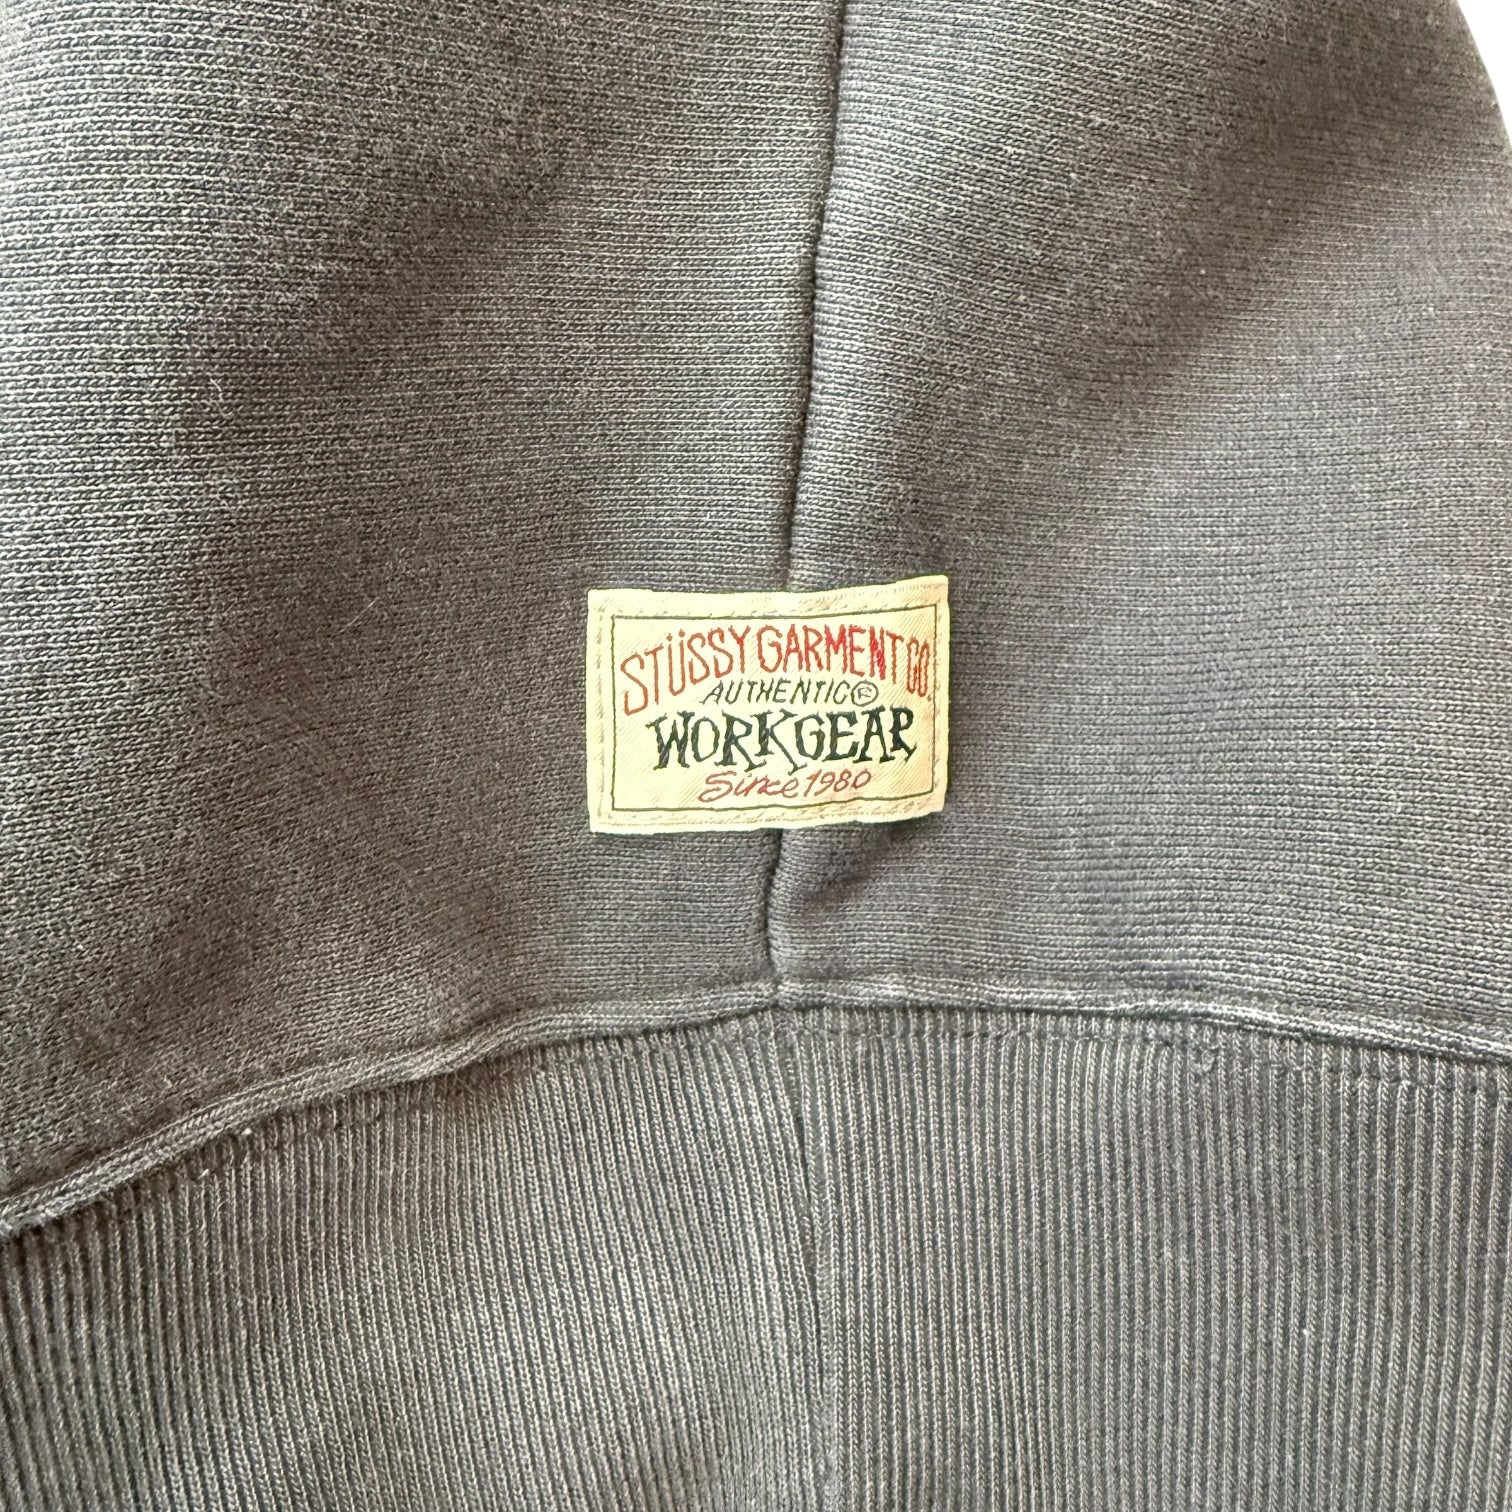 STÜSSY GARMENT CO.
AUTHENTIC®
WORKGEAR
Since 1980